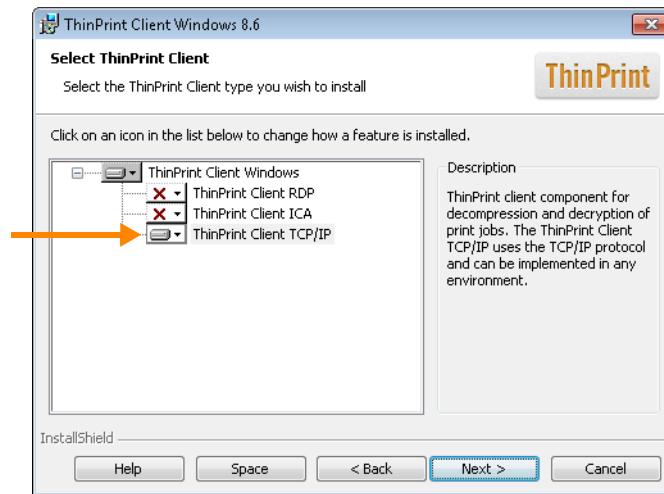 ThinPrint Client Windows 8.6
Select ThinPrint Client
Select the ThinPrint Client type you wish to install
ThinPrint
Click on an icon in the list below to change how a feature is installed.
ThinPrint Client Windows
ThinPrint Client RDP
ThinPrint Client ICA
ThinPrint Client TCP/IP
Description
ThinPrint client component for
decompression and decryption of
print jobs. The ThinPrint Client
TCP/IP uses the TCP/IP protocol
and can be implemented in any
environment.
InstallShield
Help
Space
< Back
Next >
Cancel